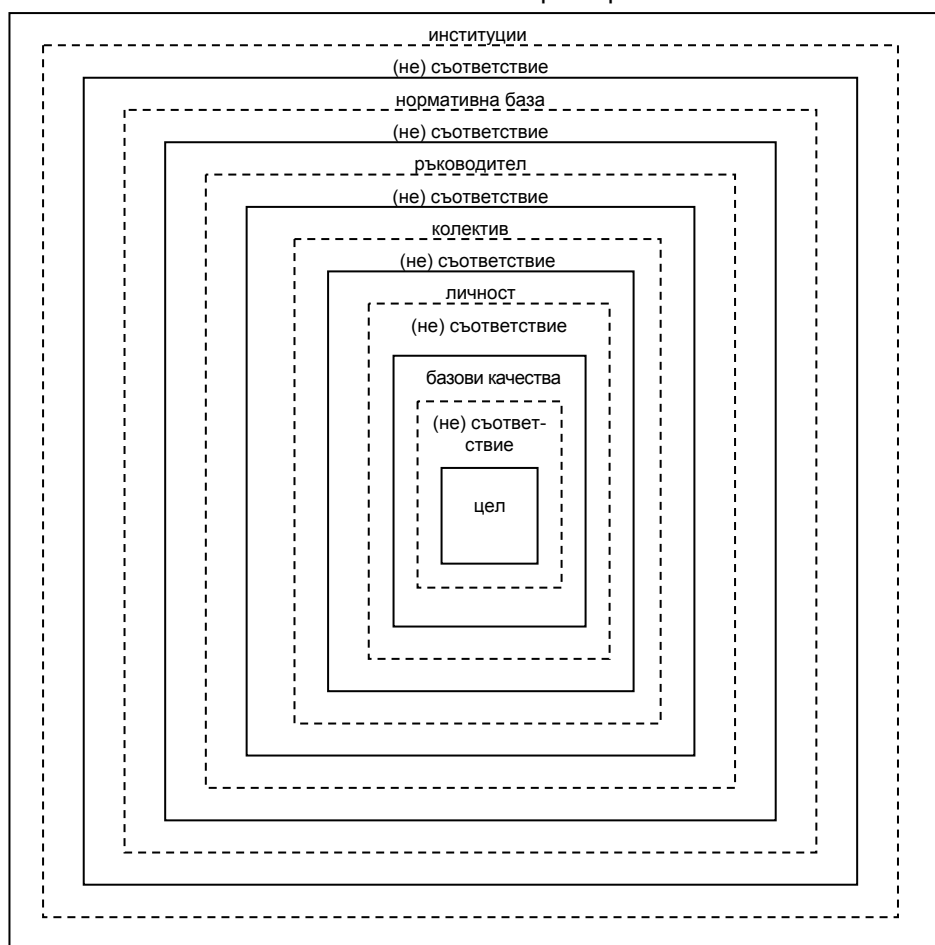 институции
(не) съответствие
нормативна база
(не) съответствие
ръководител
(не) съответствие
колектив
(не) съответствие
личност
(не) съответствие
базови качества
(не) съответ-
ствие
цел